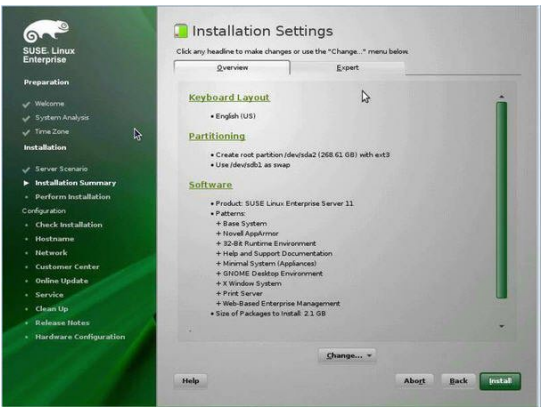 SUSE. Linux
Enterprise
Preparation
Welcome
System Analysis
Time Zone
Installation
Server Scenario
Installation Summary
Perform Installation
Configuration
Check Installation
Hostname
Network
Customer Center
Online Update
Service
Clean Up
Release Notes
Hardware Configuration
Installation Settings
Click any headline to make changes or use the "Change..." menu below.
Overview
Expert
Keyboard Layout
• English (US)
Partitioning
• Create root partition /dev/sda2 (268.61 GB) with ext3
• Use /dev/sdb1 as swap
Software
• Product: SUSE Linux Enterprise Server 11
• Patterns:
+ Base System
+ Novell AppArmor
+ 32-Bit Runtime Environment
+ Help and Support Documentation
+ Minimal System (Appliances)
+ GNOME Desktop Environment
+ X Window System
+ Print Server
+ Web-Based Enterprise Management
• Size of Packages to Install: 2.1 GB
Change...
Help
Abort
Back
Install